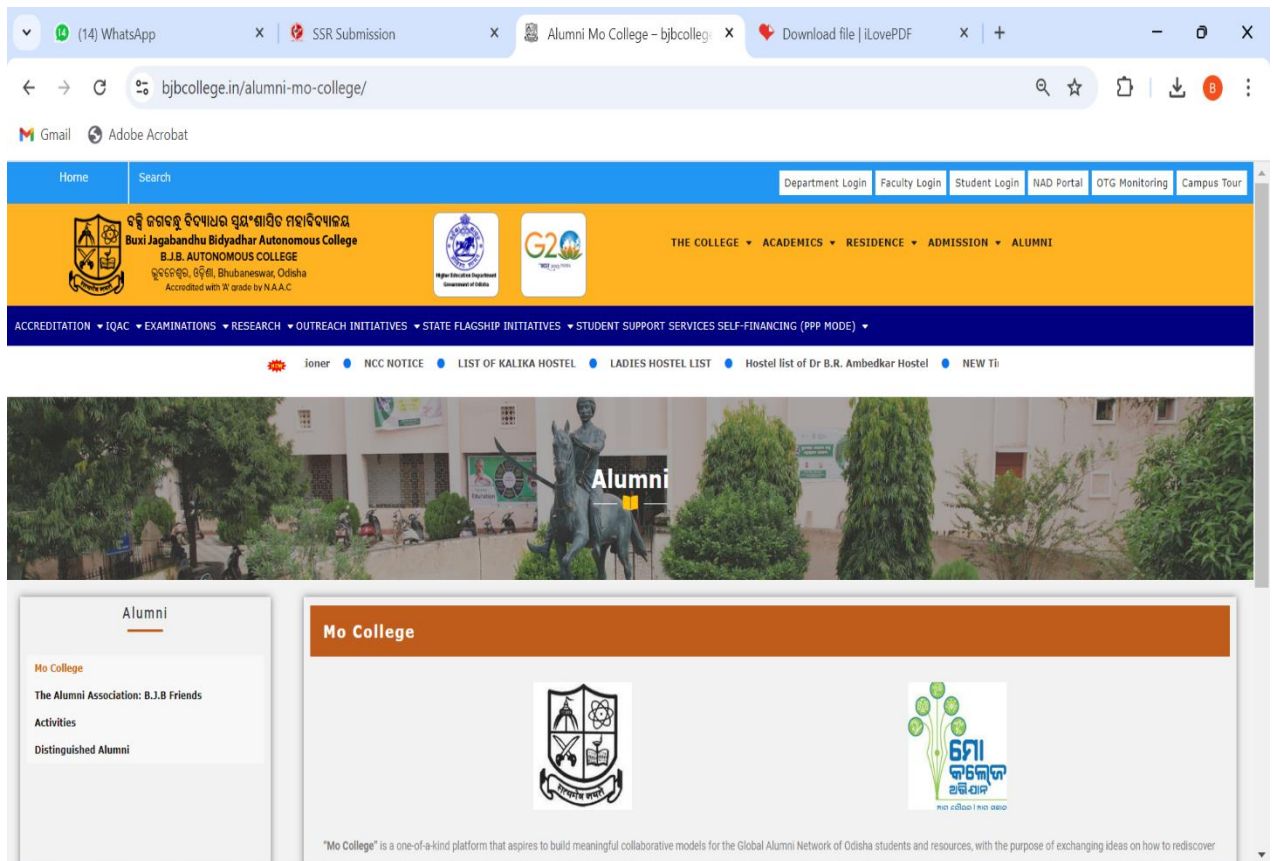 (14) WhatsApp
SSR Submission
Alumni Mo College – bjbcolleg
Download file | iLovePDF
bjbcollege.in/alumni-mo-college/
B
Gmail
Adobe Acrobat
Home
Search
Department Login
Faculty Login
Student Login
NAD Portal
OTG Monitoring
Campus Tour
ବକ୍ସି ଜଗବନ୍ଧୁ ବିଦ୍ୟାଧର ସ୍ୱୟଂଶାସିତ ମହାବିଦ୍ୟାଳୟ
Buxi Jagabandhu Bidyadhar Autonomous College
B.J.B. AUTONOMOUS COLLEGE
ଭୁବନେଶ୍ୱର, ଓଡ଼ିଶା, Bhubaneswar, Odisha
Accredited with 'A' grade by N.A.A.C
Higher Education Department
Government of Odisha
G20
THE COLLEGE
ACADEMICS
RESIDENCE
ADMISSION
ALUMNI
ACCREDITATION
IQAC
EXAMINATIONS
RESEARCH
OUTREACH INITIATIVES
STATE FLAGSHIP INITIATIVES
STUDENT SUPPORT SERVICES SELF-FINANCING (PPP MODE)
ioner
NCC NOTICE
LIST OF KALIKA HOSTEL
LADIES HOSTEL LIST
Hostel list of Dr B.R. Ambedkar Hostel
NEW Ti
Alumni
Alumni
Mo College
The Alumni Association: B.J.B Friends
Activities
Distinguished Alumni
Mo College
ମୋ
କଲେଜ
ଅଭିଯାନ
"Mo College" is a one-of-a-kind platform that aspires to build meaningful collaborative models for the Global Alumni Network of Odisha students and resources, with the purpose of exchanging ideas on how to rediscover